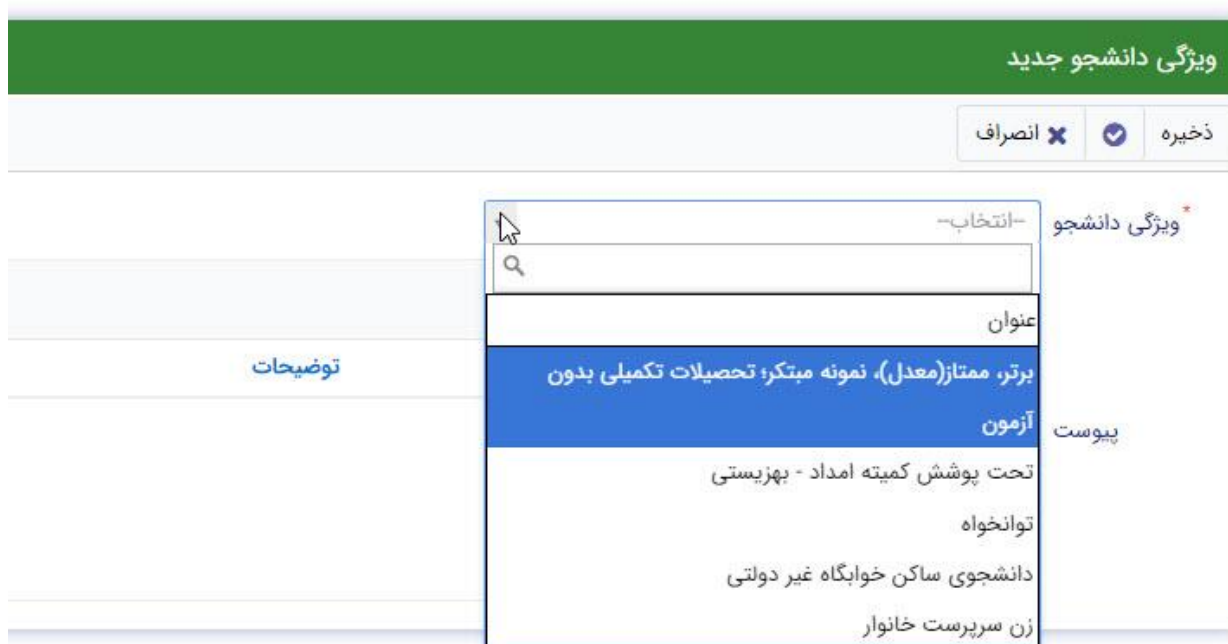 ویژگی دانشجو جدید
ذخیره انصراف
* ویژگی دانشجو --انتخاب--
عنوان
برتر، ممتاز(معدل)، نمونه مبتکر؛ تحصیلات تکمیلی بدون
آزمون
توضیحات
پیوست
تحت پوشش کمیته امداد - بهزیستی
توانخواه
دانشجوی ساکن خوابگاه غیر دولتی
زن سرپرست خانوار